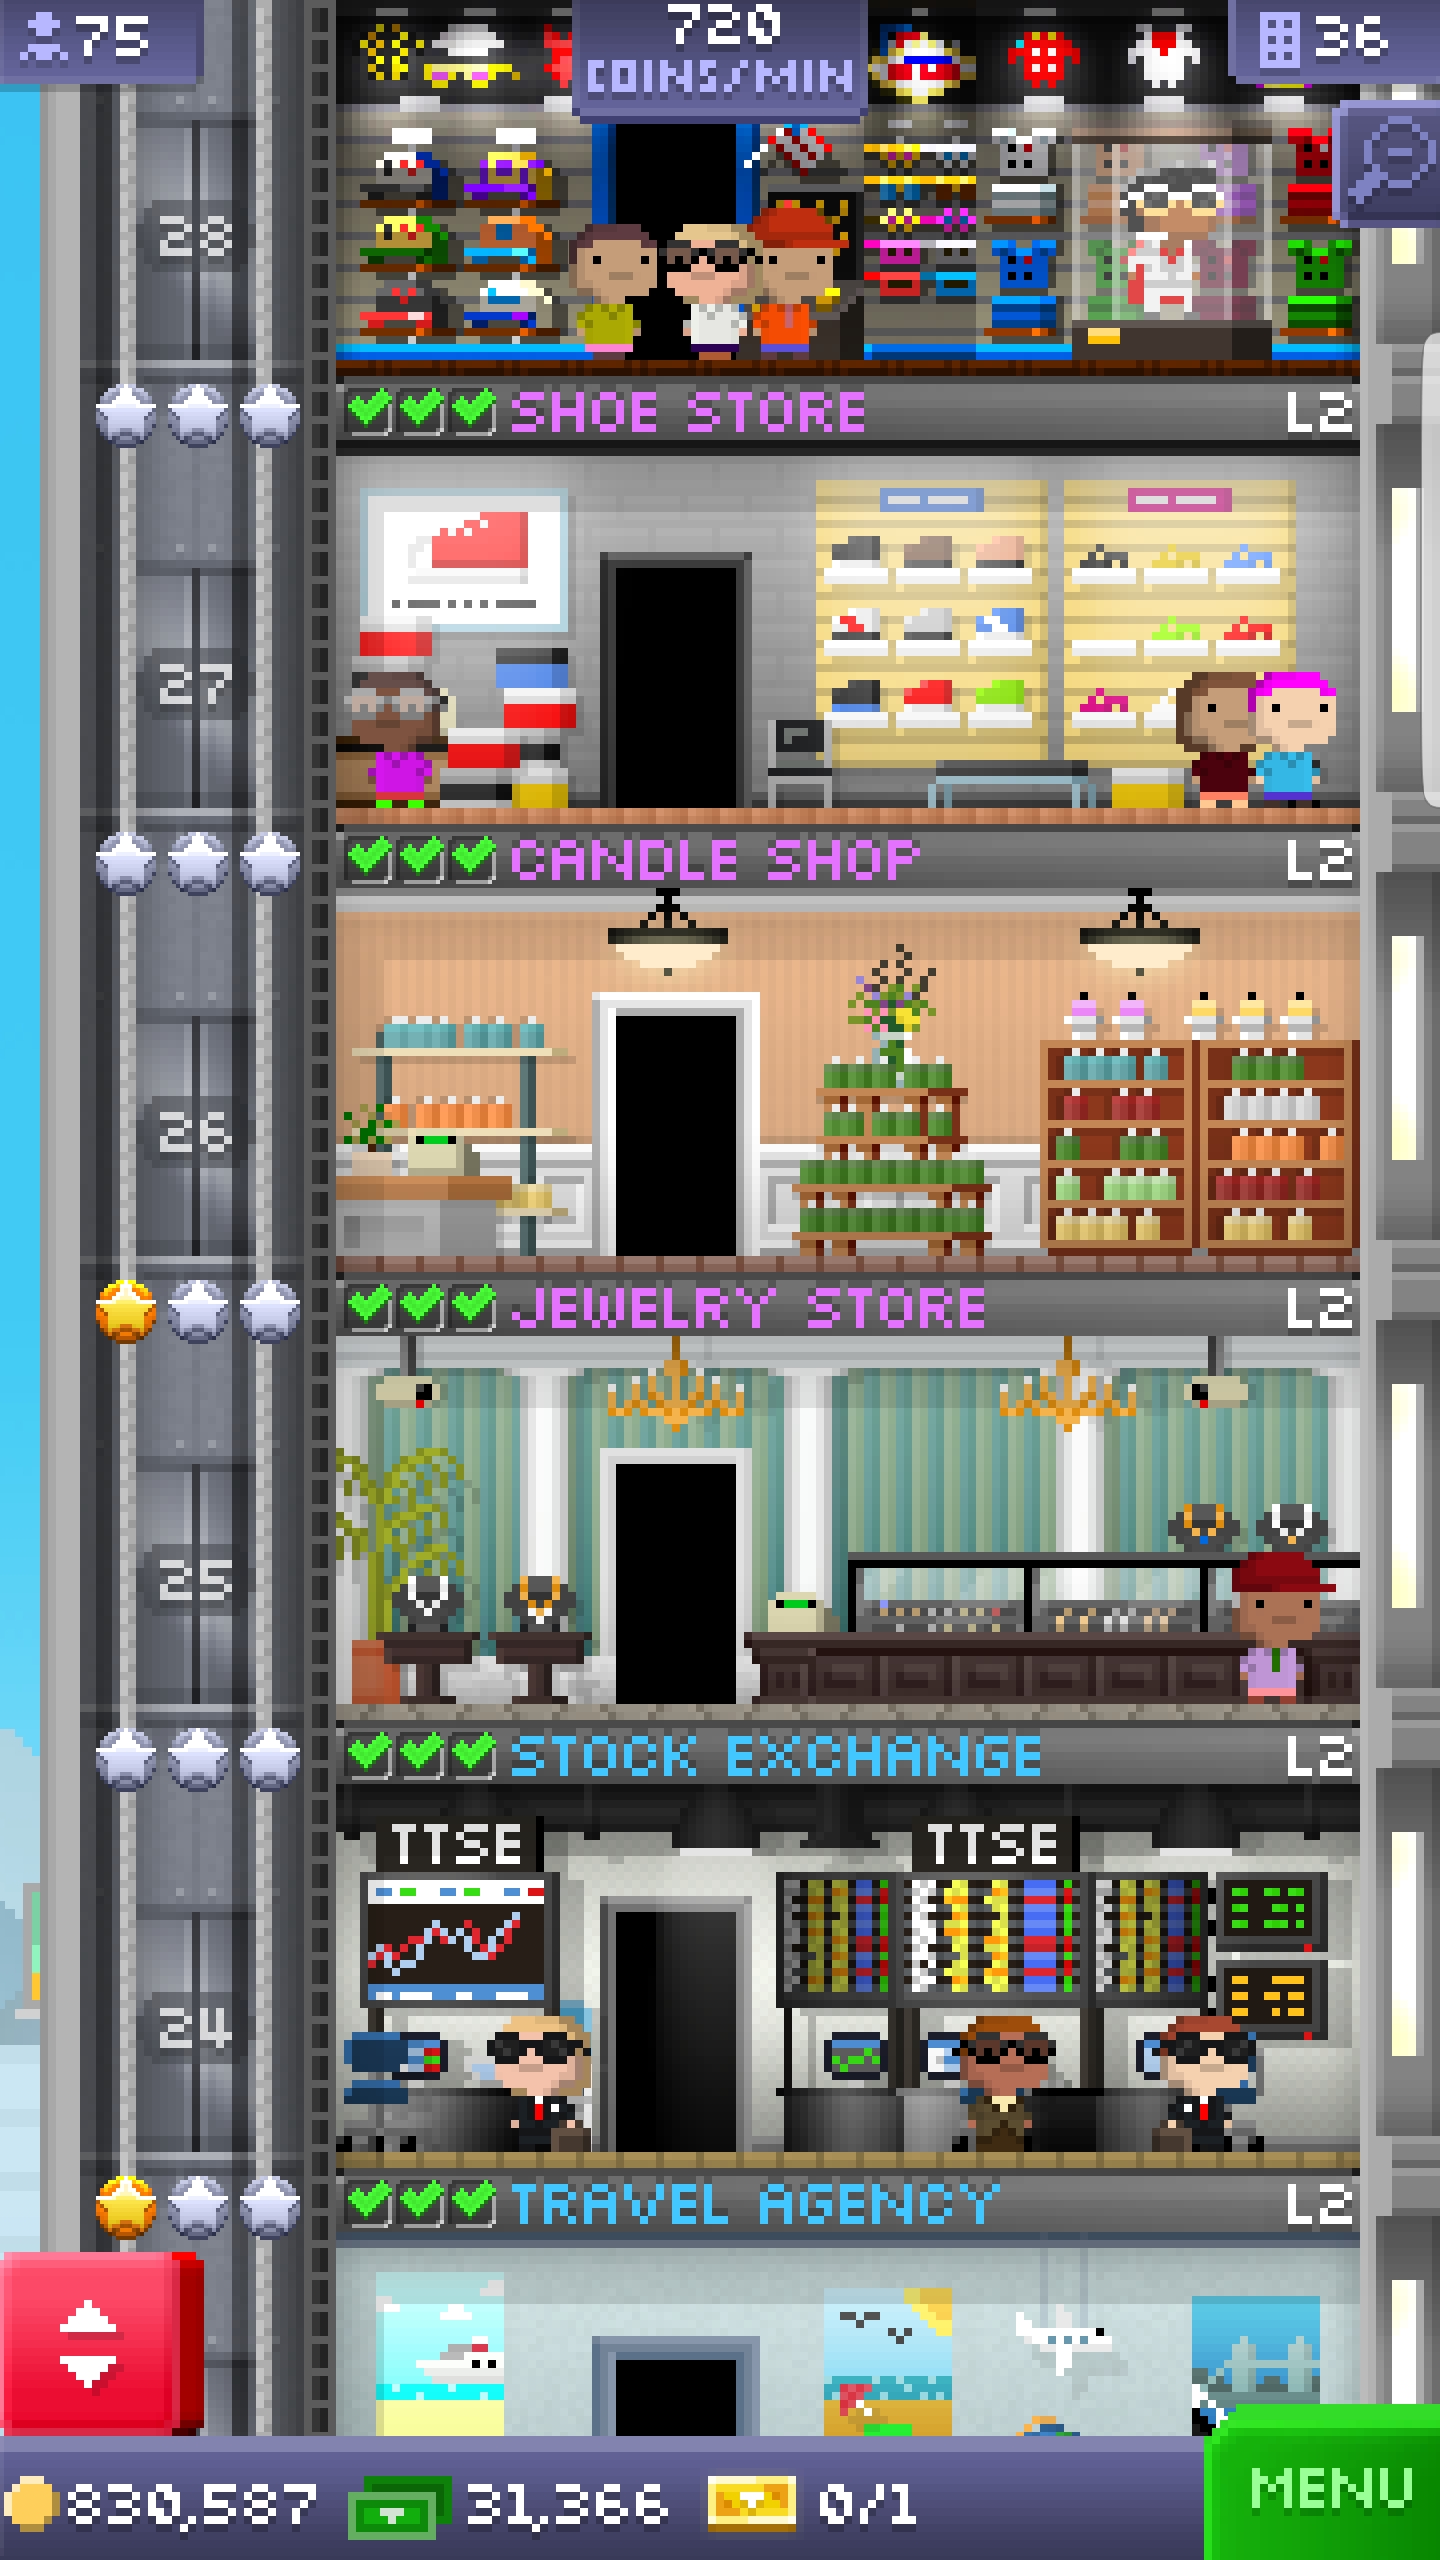 75
720
COINS/MIN
36
28
SHOE STORE L2
27
CANDLE SHOP L2
26
JEWELRY STORE L2
25
STOCK EXCHANGE L2
TTSE TTSE
24
TRAVEL AGENCY L2
830,587 31,366 0/1 MENU